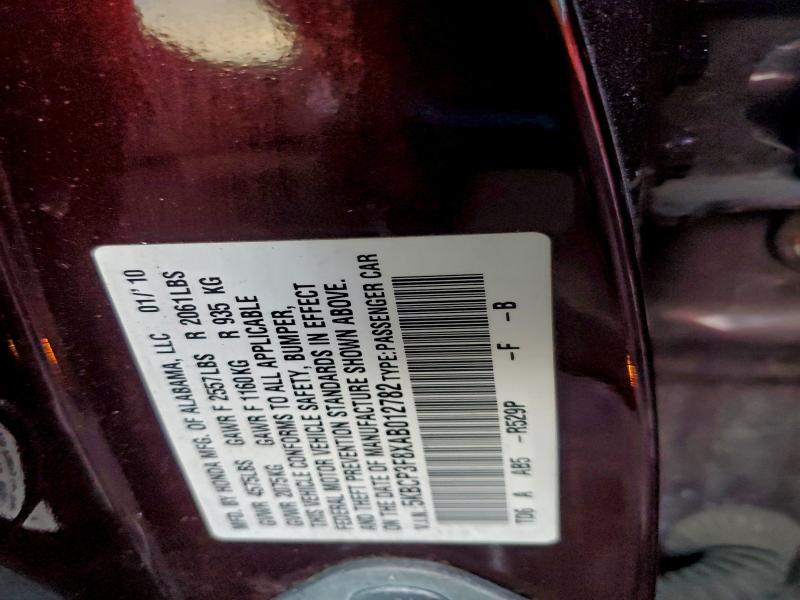 MFD. BY HONDA MFG. OF ALABAMA, LLC 01/'10
GVWR 4575LBS GAWR F 2557LBS R 2061LBS
GVWR 2075KG GAWR F 1160KG R 935 KG
THIS VEHICLE CONFORMS TO ALL APPLICABLE
FEDERAL MOTOR VEHICLE SAFETY, BUMPER,
AND THEFT PREVENTION STANDARDS IN EFFECT
ON THE DATE OF MANUFACTURE SHOWN ABOVE.
V.I.N.:5KBCP3F8XAB012782 TYPE:PASSENGER CAR
TD6 A AB5 -R529P -F -B